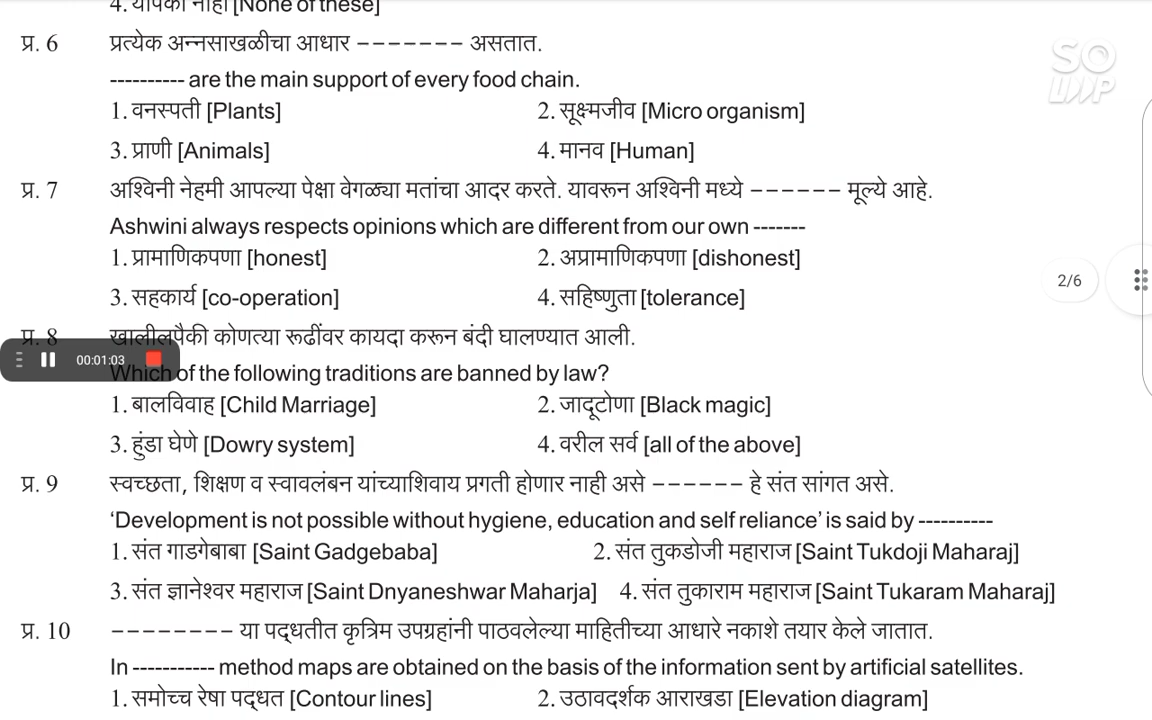 4. यापैकी नाही [None of these]
प्र. 6 प्रत्येक अन्नसाखळीचा आधार ------- असतात.
---------- are the main support of every food chain.
1. वनस्पती [Plants] 2. सूक्ष्मजीव [Micro organism]
3. प्राणी [Animals] 4. मानव [Human]
प्र. 7 अश्विनी नेहमी आपल्या पेक्षा वेगळ्या मतांचा आदर करते. यावरून अश्विनी मध्ये ------ मूल्ये आहे.
Ashwini always respects opinions which are different from our own -------
1. प्रामाणिकपणा [honest] 2. अप्रामाणिकपणा [dishonest]
3. सहकार्य [co-operation] 4. सहिष्णुता [tolerance]
प्र. 8 खालीलपैकी कोणत्या रूढींवर कायदा करून बंदी घालण्यात आली.
Which of the following traditions are banned by law?
1. बालविवाह [Child Marriage] 2. जादूटोणा [Black magic]
3. हुंडा घेणे [Dowry system] 4. वरील सर्व [all of the above]
प्र. 9 स्वच्छता, शिक्षण व स्वावलंबन यांच्याशिवाय प्रगती होणार नाही असे ------ हे संत सांगत असे.
‘Development is not possible without hygiene, education and self reliance’ is said by ----------
1. संत गाडगेबाबा [Saint Gadgebaba] 2. संत तुकडोजी महाराज [Saint Tukdoji Maharaj]
3. संत ज्ञानेश्वर महाराज [Saint Dnyaneshwar Maharja] 4. संत तुकाराम महाराज [Saint Tukaram Maharaj]
प्र. 10 -------- या पद्धतीत कृत्रिम उपग्रहांनी पाठवलेल्या माहितीच्या आधारे नकाशे तयार केले जातात.
In ----------- method maps are obtained on the basis of the information sent by artificial satellites.
1. समोच्च रेषा पद्धत [Contour lines] 2. उठावदर्शक आराखडा [Elevation diagram]
2/6
00:01:03